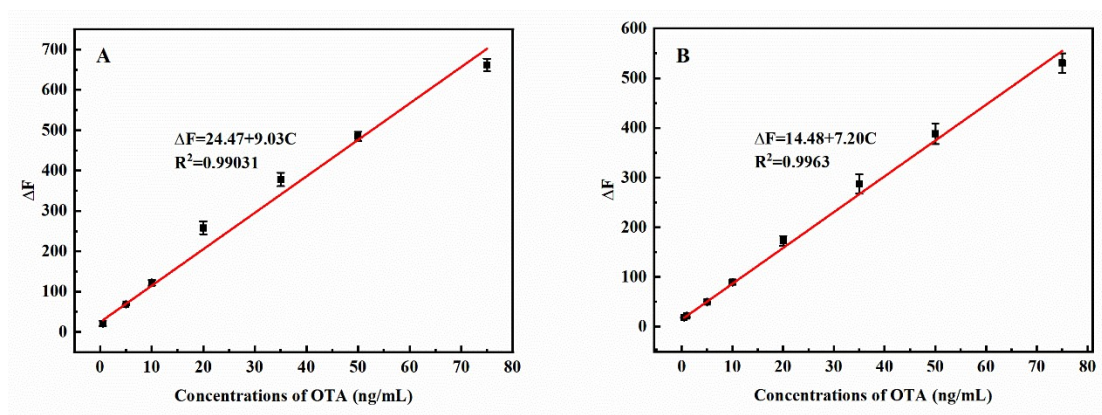 A
ΔF=24.47+9.03C
R²=0.99031
ΔF
700
600
500
400
300
200
100
0
0 10 20 30 40 50 60 70 80
Concentrations of OTA (ng/mL)
B
ΔF=14.48+7.20C
R²=0.9963
ΔF
600
500
400
300
200
100
0
0 10 20 30 40 50 60 70 80
Concentrations of OTA (ng/mL)